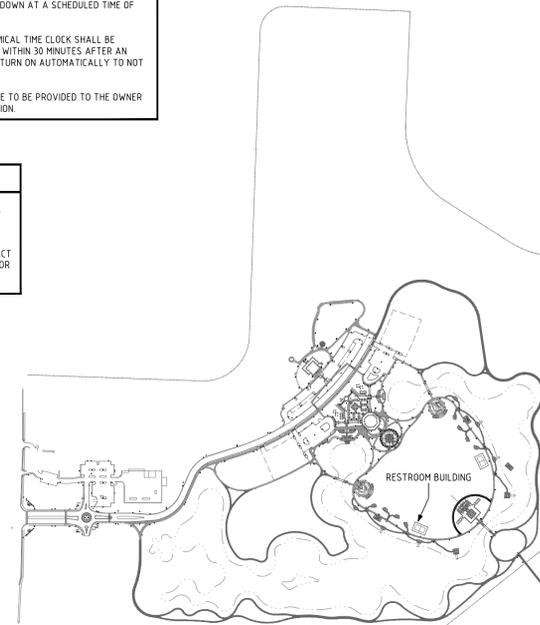 DOWN AT A SCHEDULED TIME OF
MICAL TIME CLOCK SHALL BE
WITHIN 30 MINUTES AFTER AN
TURN ON AUTOMATICALLY TO NOT
E TO BE PROVIDED TO THE OWNER
ION.
CT
OR
RESTROOM BUILDING